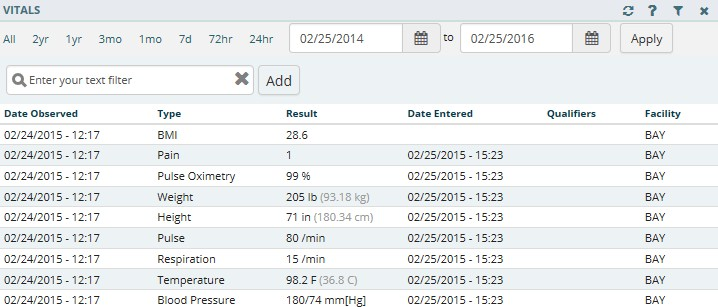 VITALS
All 2yr 1yr 3mo 1mo 7d 72hr 24hr 02/25/2014 to 02/25/2016 Apply
Enter your text filter Add
Date Observed Type Result Date Entered Qualifiers Facility
02/24/2015 - 12:17 BMI 28.6 BAY
02/24/2015 - 12:17 Pain 1 02/25/2015 - 15:23 BAY
02/24/2015 - 12:17 Pulse Oximetry 99 % 02/25/2015 - 15:23 BAY
02/24/2015 - 12:17 Weight 205 lb (93.18 kg) 02/25/2015 - 15:23 BAY
02/24/2015 - 12:17 Height 71 in (180.34 cm) 02/25/2015 - 15:23 BAY
02/24/2015 - 12:17 Pulse 80 /min 02/25/2015 - 15:23 BAY
02/24/2015 - 12:17 Respiration 15 /min 02/25/2015 - 15:23 BAY
02/24/2015 - 12:17 Temperature 98.2 F (36.8 C) 02/25/2015 - 15:23 BAY
02/24/2015 - 12:17 Blood Pressure 180/74 mm[Hg] 02/25/2015 - 15:23 BAY